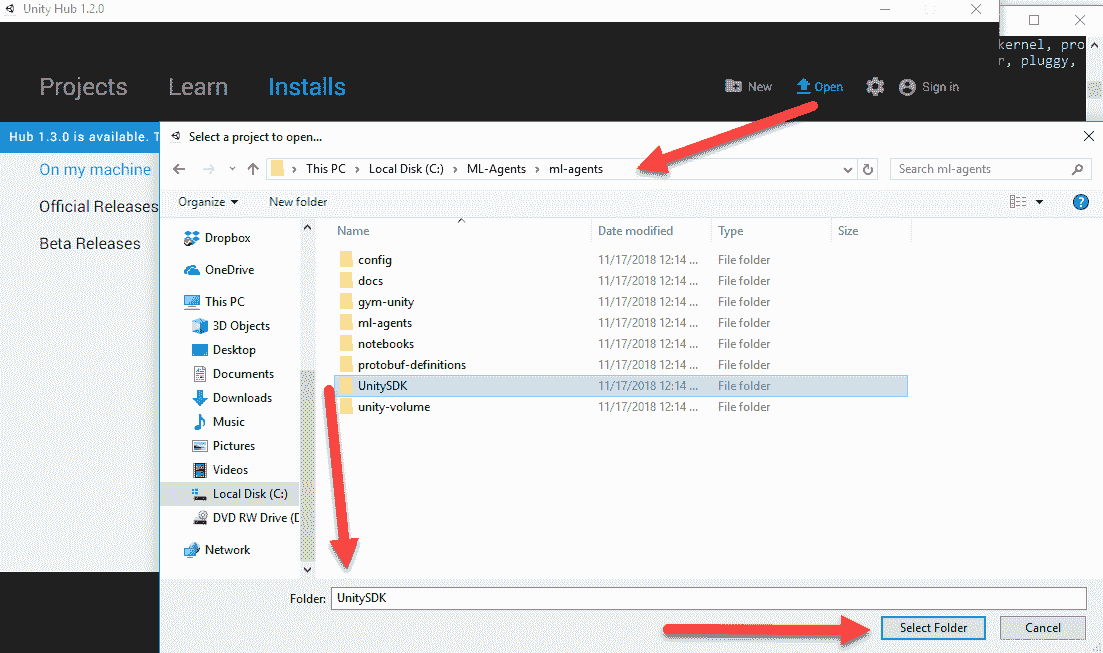 Unity Hub 1.2.0
kernel, pro
r, pluggy,
Projects Learn Installs New Open Sign in
Hub 1.3.0 is available. T
On my machine
Official Releases
Beta Releases
Select a project to open...
This PC › Local Disk (C:) › ML-Agents › ml-agents
Search ml-agents
Organize New folder
?
Dropbox
OneDrive
This PC
3D Objects
Desktop
Documents
Downloads
Music
Pictures
Videos
Local Disk (C:)
DVD RW Drive (D
Network
Name Date modified Type Size
config 11/17/2018 12:14 ... File folder
docs 11/17/2018 12:14 ... File folder
gym-unity 11/17/2018 12:14 ... File folder
ml-agents 11/17/2018 12:14 ... File folder
notebooks 11/17/2018 12:14 ... File folder
protobuf-definitions 11/17/2018 12:14 ... File folder
UnitySDK 11/17/2018 12:14 ... File folder
unity-volume 11/17/2018 12:14 ... File folder
Folder: UnitySDK
Select Folder Cancel